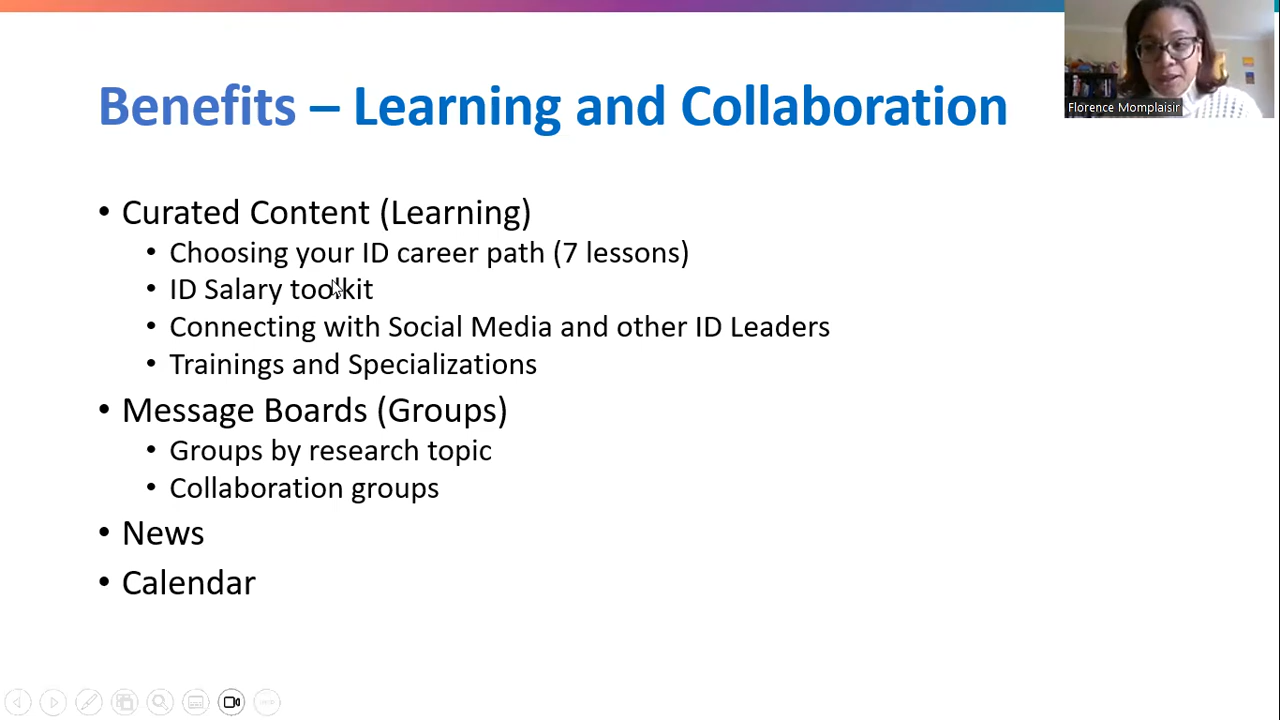 Benefits – Learning and Collaboration
Florence Momplaisir
• Curated Content (Learning)
• Choosing your ID career path (7 lessons)
• ID Salary toolkit
• Connecting with Social Media and other ID Leaders
• Trainings and Specializations
• Message Boards (Groups)
• Groups by research topic
• Collaboration groups
• News
• Calendar